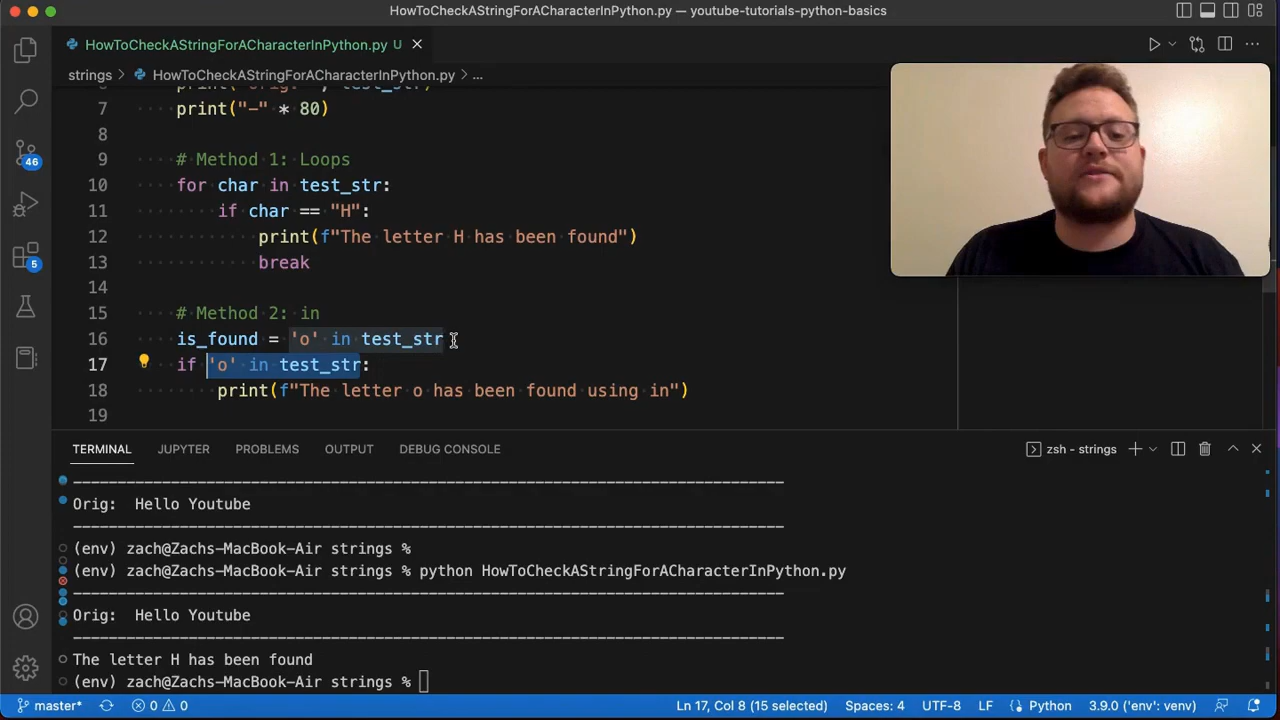 HowToCheckAStringForACharacterInPython.py — youtube-tutorials-python-basics
HowToCheckAStringForACharacterInPython.py U
strings > HowToCheckAStringForACharacterInPython.py > ...
7 print("-" * 80)
8
9 # Method 1: Loops
10 for char in test_str:
11 if char == "H":
12 print(f"The letter H has been found")
13 break
14
15 # Method 2: in
16 is_found = 'o' in test_str
17 if 'o' in test_str:
18 print(f"The letter o has been found using in")
19
46
5
TERMINAL JUPYTER PROBLEMS OUTPUT DEBUG CONSOLE zsh - strings
--------------------------------------------------------------------------------
Orig:  Hello Youtube
--------------------------------------------------------------------------------
(env) zach@Zachs-MacBook-Air strings %
(env) zach@Zachs-MacBook-Air strings % python HowToCheckAStringForACharacterInPython.py
--------------------------------------------------------------------------------
Orig:  Hello Youtube
--------------------------------------------------------------------------------
The letter H has been found
(env) zach@Zachs-MacBook-Air strings %
master* 0 0 Ln 17, Col 8 (15 selected) Spaces: 4 UTF-8 LF Python 3.9.0 ('env': venv)